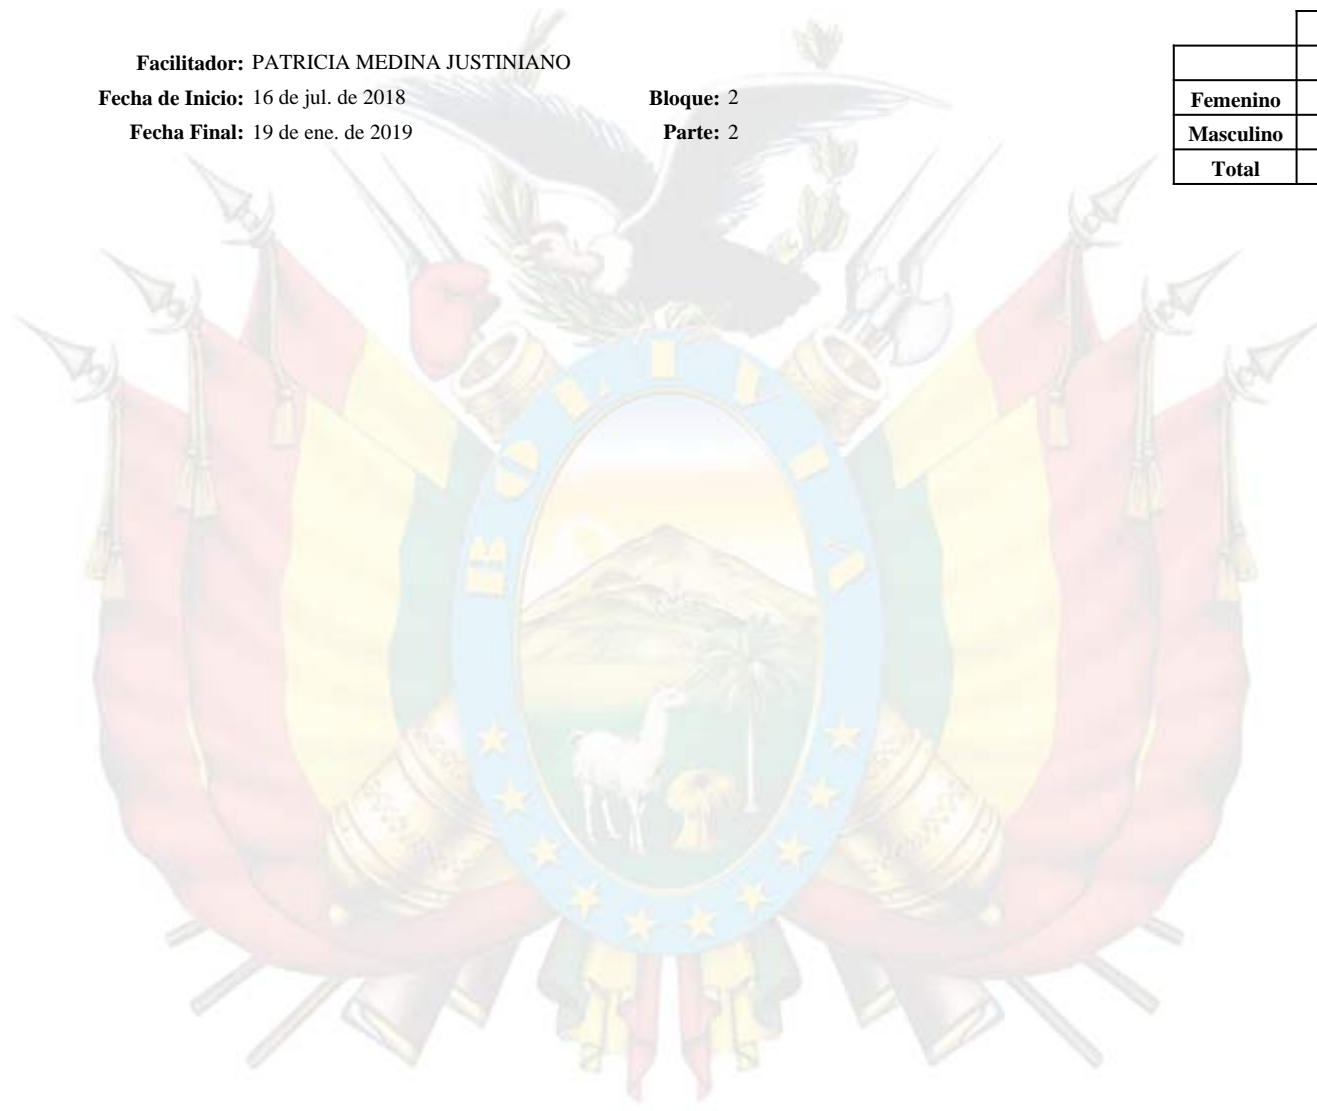 Facilitador: PATRICIA MEDINA JUSTINIANO
Fecha de Inicio: 16 de jul. de 2018 Bloque: 2
Fecha Final: 19 de ene. de 2019 Parte: 2
Femenino
Masculino
Total
BOLIVIA